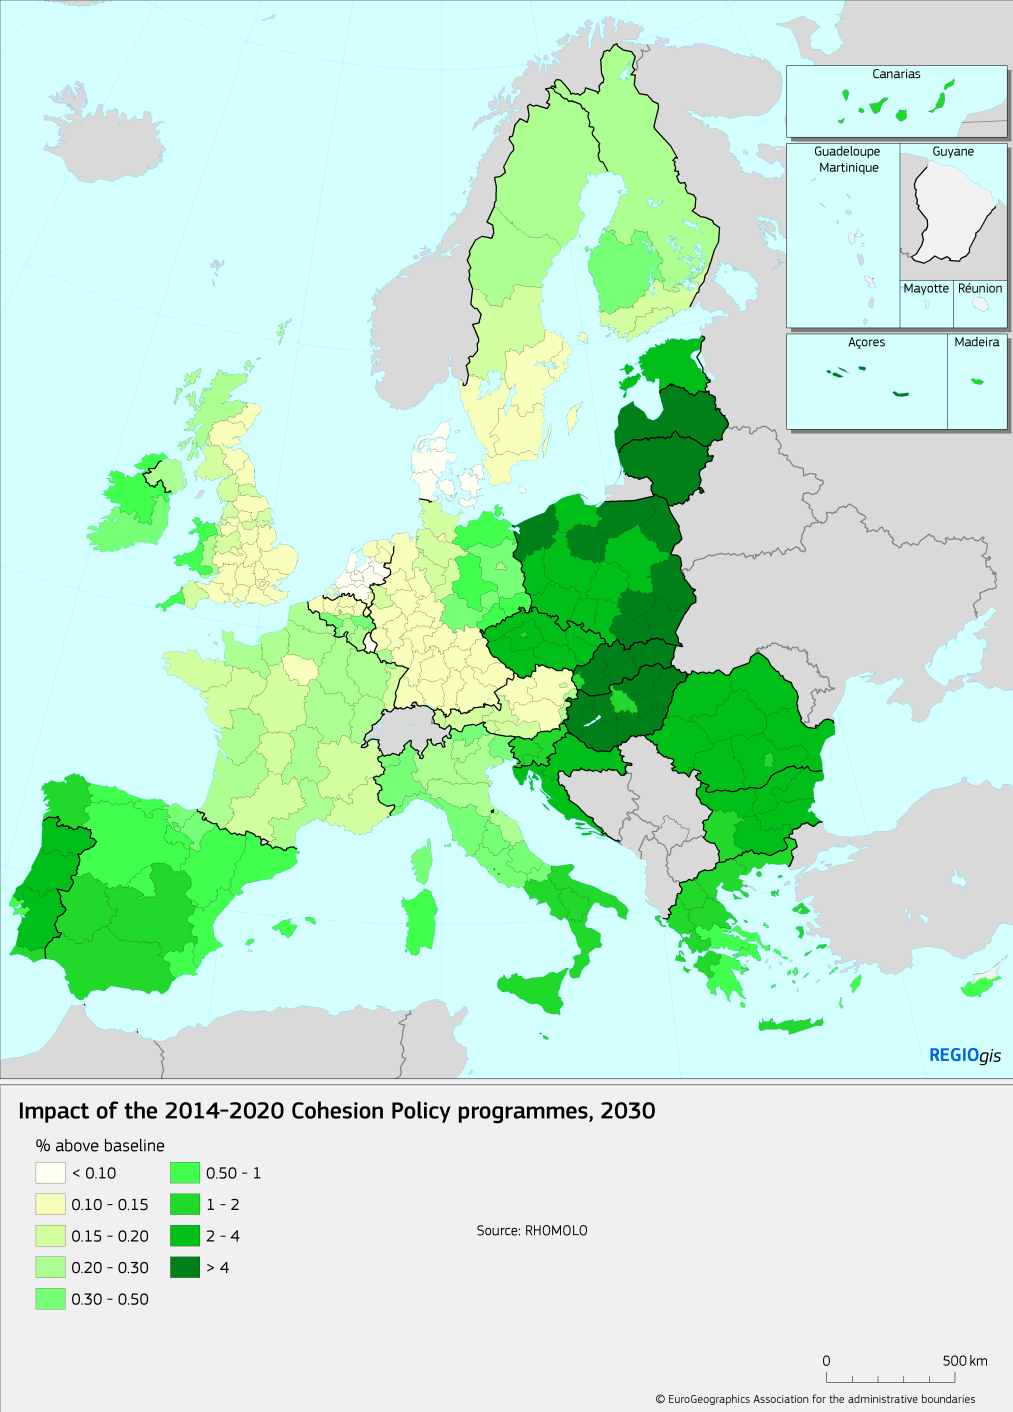 Canarias
Guadeloupe
Martinique
Guyane
Mayotte
Réunion
Açores
Madeira
REGIOgis
Impact of the 2014-2020 Cohesion Policy programmes, 2030
% above baseline
< 0.10
0.10 - 0.15
0.15 - 0.20
0.20 - 0.30
0.30 - 0.50
0.50 - 1
1 - 2
2 - 4
> 4
Source: RHOMOLO
0 500 km
© EuroGeographics Association for the administrative boundaries